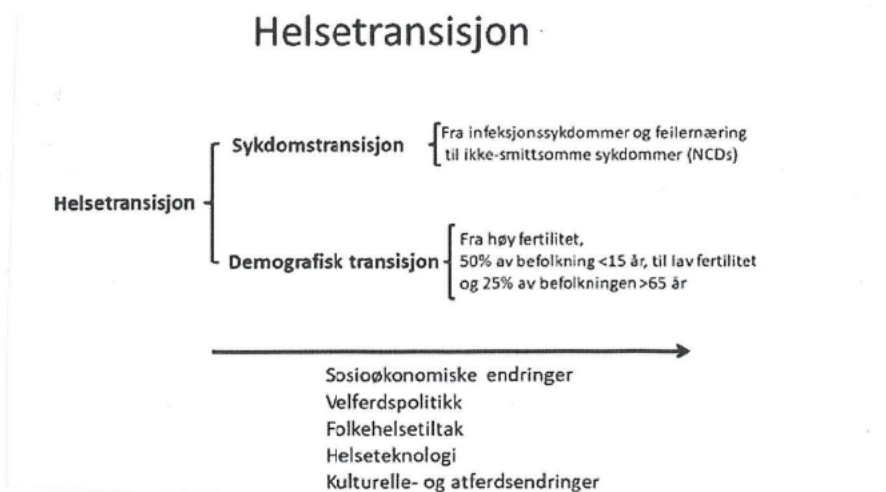 Helsetransisjon
Sykdomstransisjon
Fra infeksjonssykdommer og feilernæring
til ikke-smittsomme sykdommer (NCDs)
Helsetransisjon
Demografisk transisjon
Fra høy fertilitet,
50% av befolkning <15 år, til lav fertilitet
og 25% av befolkningen >65 år
Sosioøkonomiske endringer
Velferdspolitikk
Folkehelsetiltak
Helseteknologi
Kulturelle- og atferdsendringer